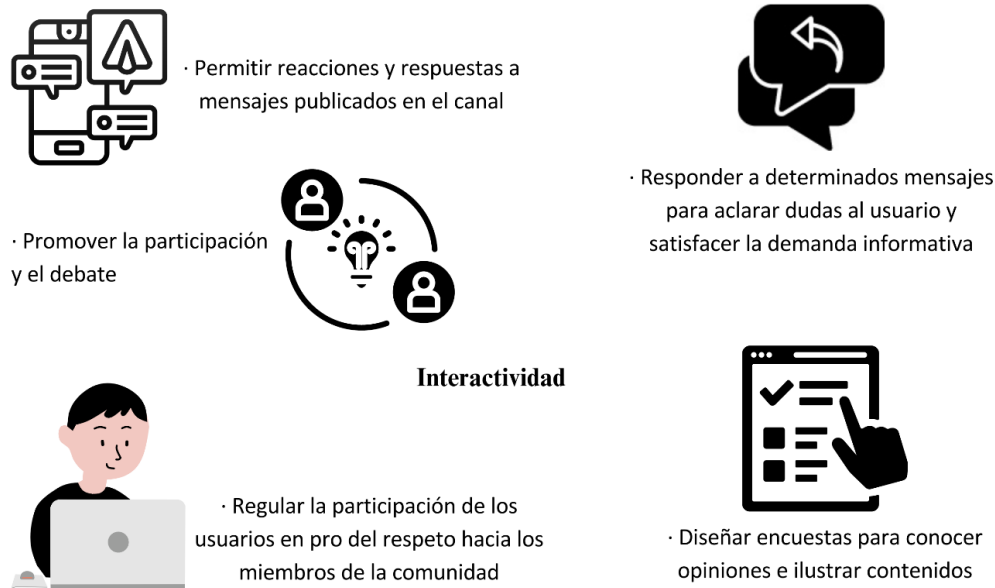 · Permitir reacciones y respuestas a
mensajes publicados en el canal
· Responder a determinados mensajes
para aclarar dudas al usuario y
satisfacer la demanda informativa
· Promover la participación
y el debate
Interactividad
· Regular la participación de los
usuarios en pro del respeto hacia los
miembros de la comunidad
· Diseñar encuestas para conocer
opiniones e ilustrar contenidos